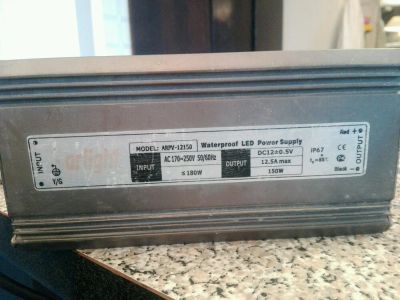 MODEL: ARPV-12150 Waterproof LED Power Supply
INPUT AC 170~250V 50/60Hz ≤180W
OUTPUT DC12±0.5V 12.5A max 150W
IP67
INPUT
Y/G
Red +
OUTPUT
Black -
CE